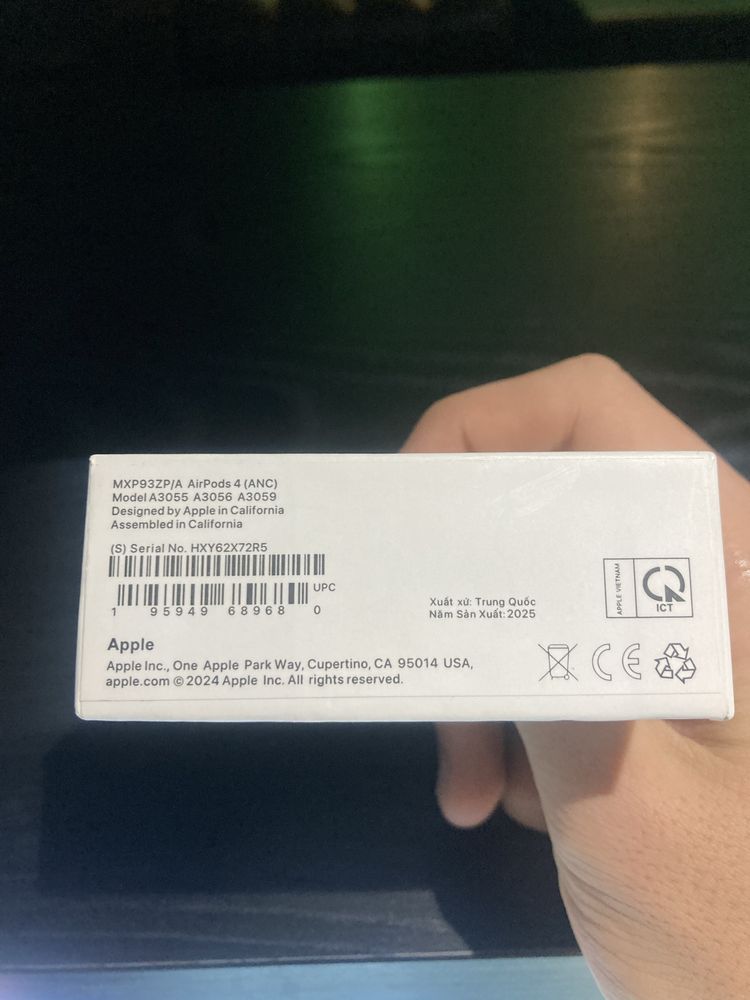 MXP93ZP/A AirPods 4 (ANC)
Model A3055 A3056 A3059
Designed by Apple in California
Assembled in California
(S) Serial No. HXY62X72R5
UPC
1 95949 68968 0
Xuất xứ: Trung Quốc
Năm Sản Xuất: 2025
APPLE VIETNAM
ICT
Apple
Apple Inc., One Apple Park Way, Cupertino, CA 95014 USA,
apple.com © 2024 Apple Inc. All rights reserved.
CE